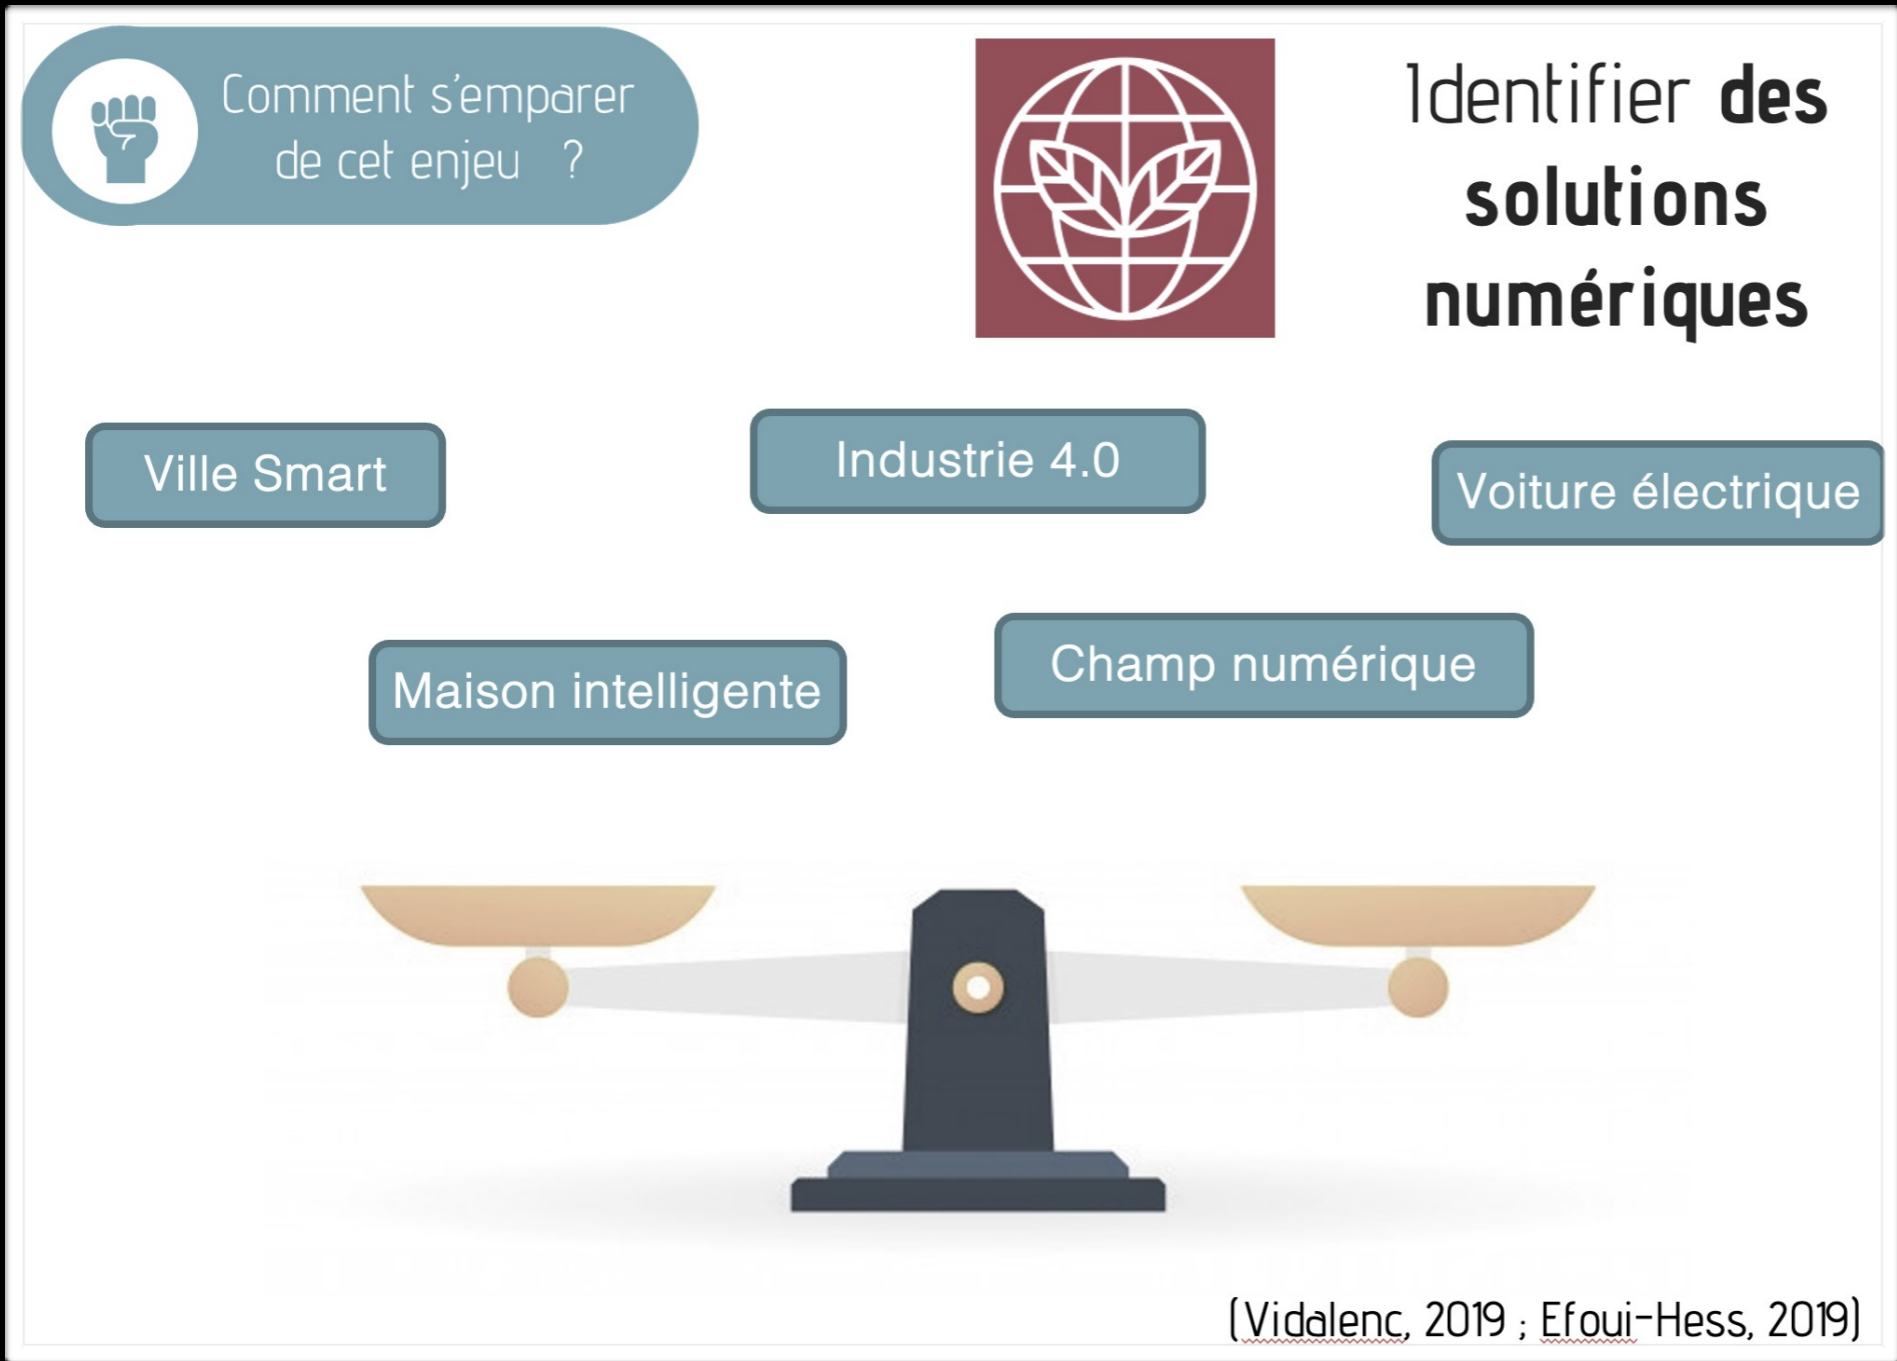 Comment s'emparer
de cet enjeu ?
Identifier des
solutions
numériques
Ville Smart
Industrie 4.0
Voiture électrique
Maison intelligente
Champ numérique
(Vidalenc, 2019 ; Efoui-Hess, 2019)